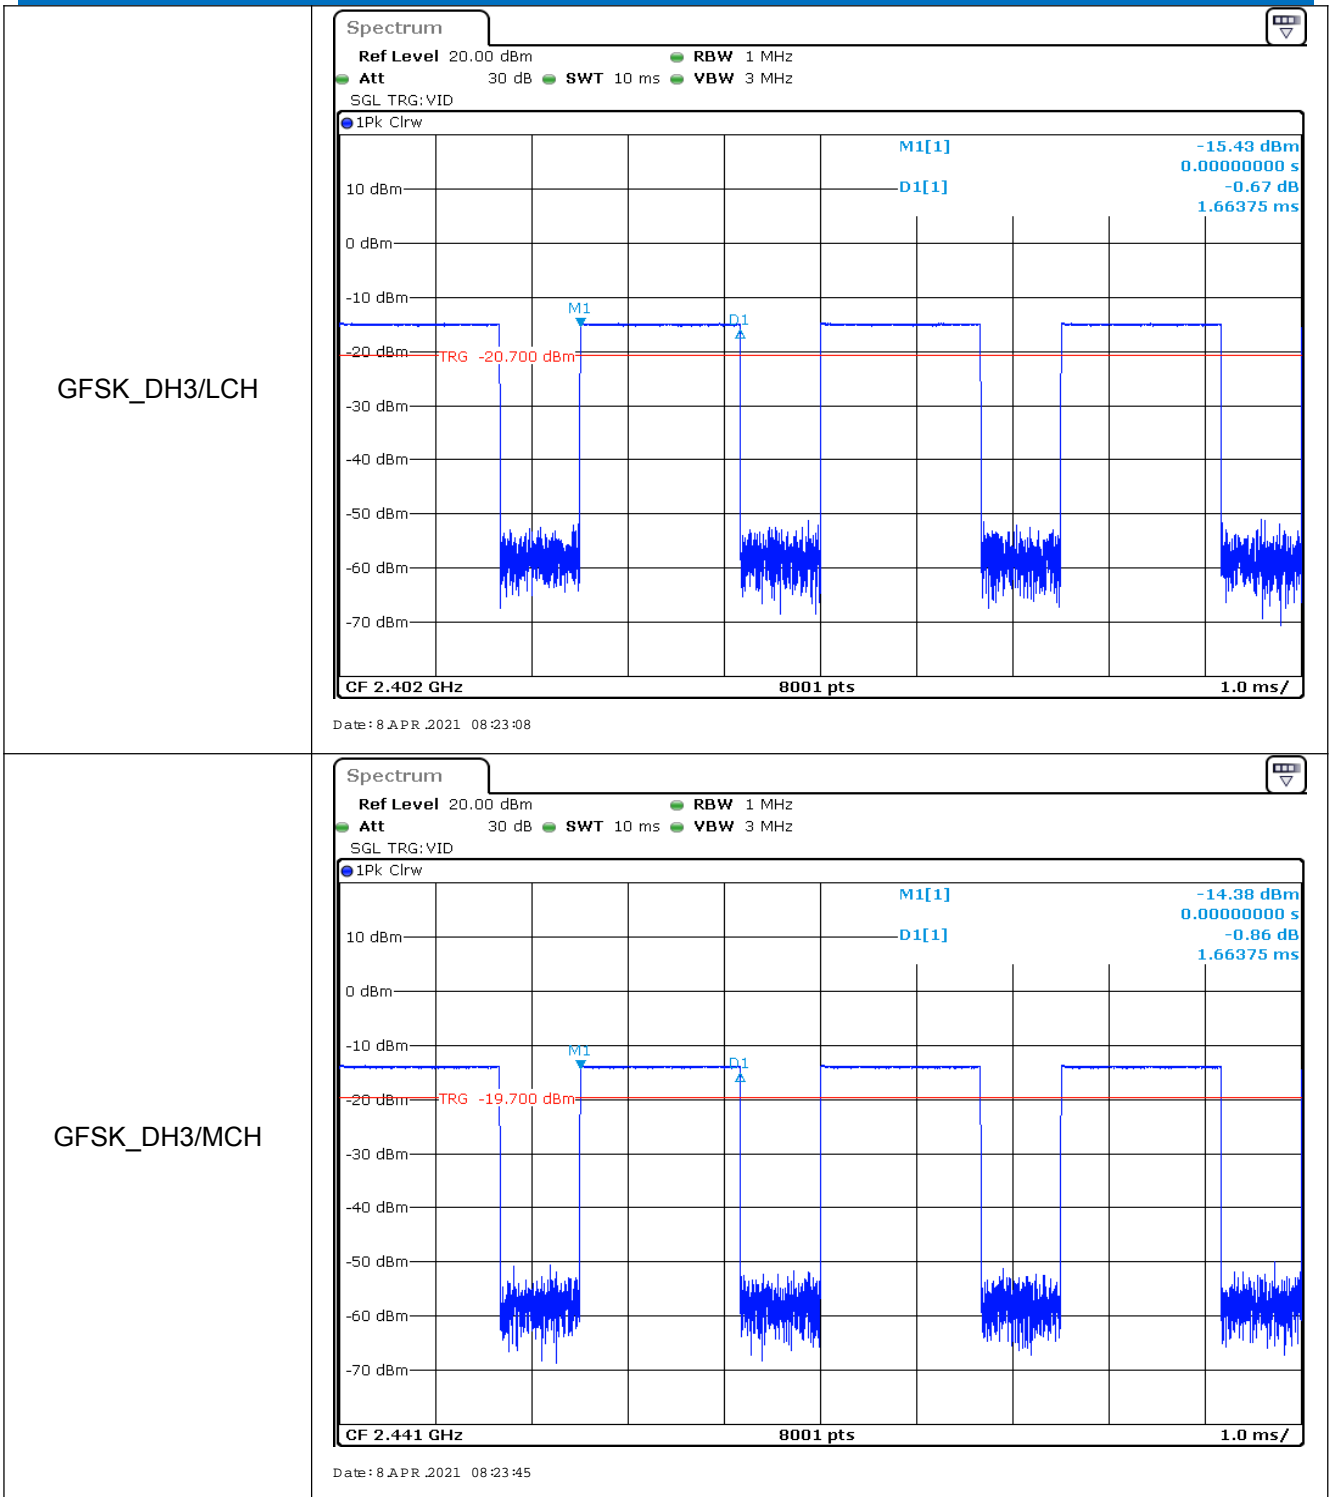 GFSK_DH3/LCH
Spectrum
Ref Level 20.00 dBm RBW 1 MHz
Att 30 dB SWT 10 ms VBW 3 MHz
SGL TRG:VID
1Pk Clrw
M1[1] -15.43 dBm
0.00000000 s
10 dBm D1[1] -0.67 dB
1.66375 ms
0 dBm
-10 dBm
M1
D1
-20 dBm TRG -20.700 dBm
-30 dBm
-40 dBm
-50 dBm
-60 dBm
-70 dBm
CF 2.402 GHz 8001 pts 1.0 ms/
Date: 8.APR.2021 08:23:08
GFSK_DH3/MCH
Spectrum
Ref Level 20.00 dBm RBW 1 MHz
Att 30 dB SWT 10 ms VBW 3 MHz
SGL TRG:VID
1Pk Clrw
M1[1] -14.38 dBm
0.00000000 s
10 dBm D1[1] -0.86 dB
1.66375 ms
0 dBm
-10 dBm
M1
D1
-20 dBm TRG -19.700 dBm
-30 dBm
-40 dBm
-50 dBm
-60 dBm
-70 dBm
CF 2.441 GHz 8001 pts 1.0 ms/
Date: 8.APR.2021 08:23:45